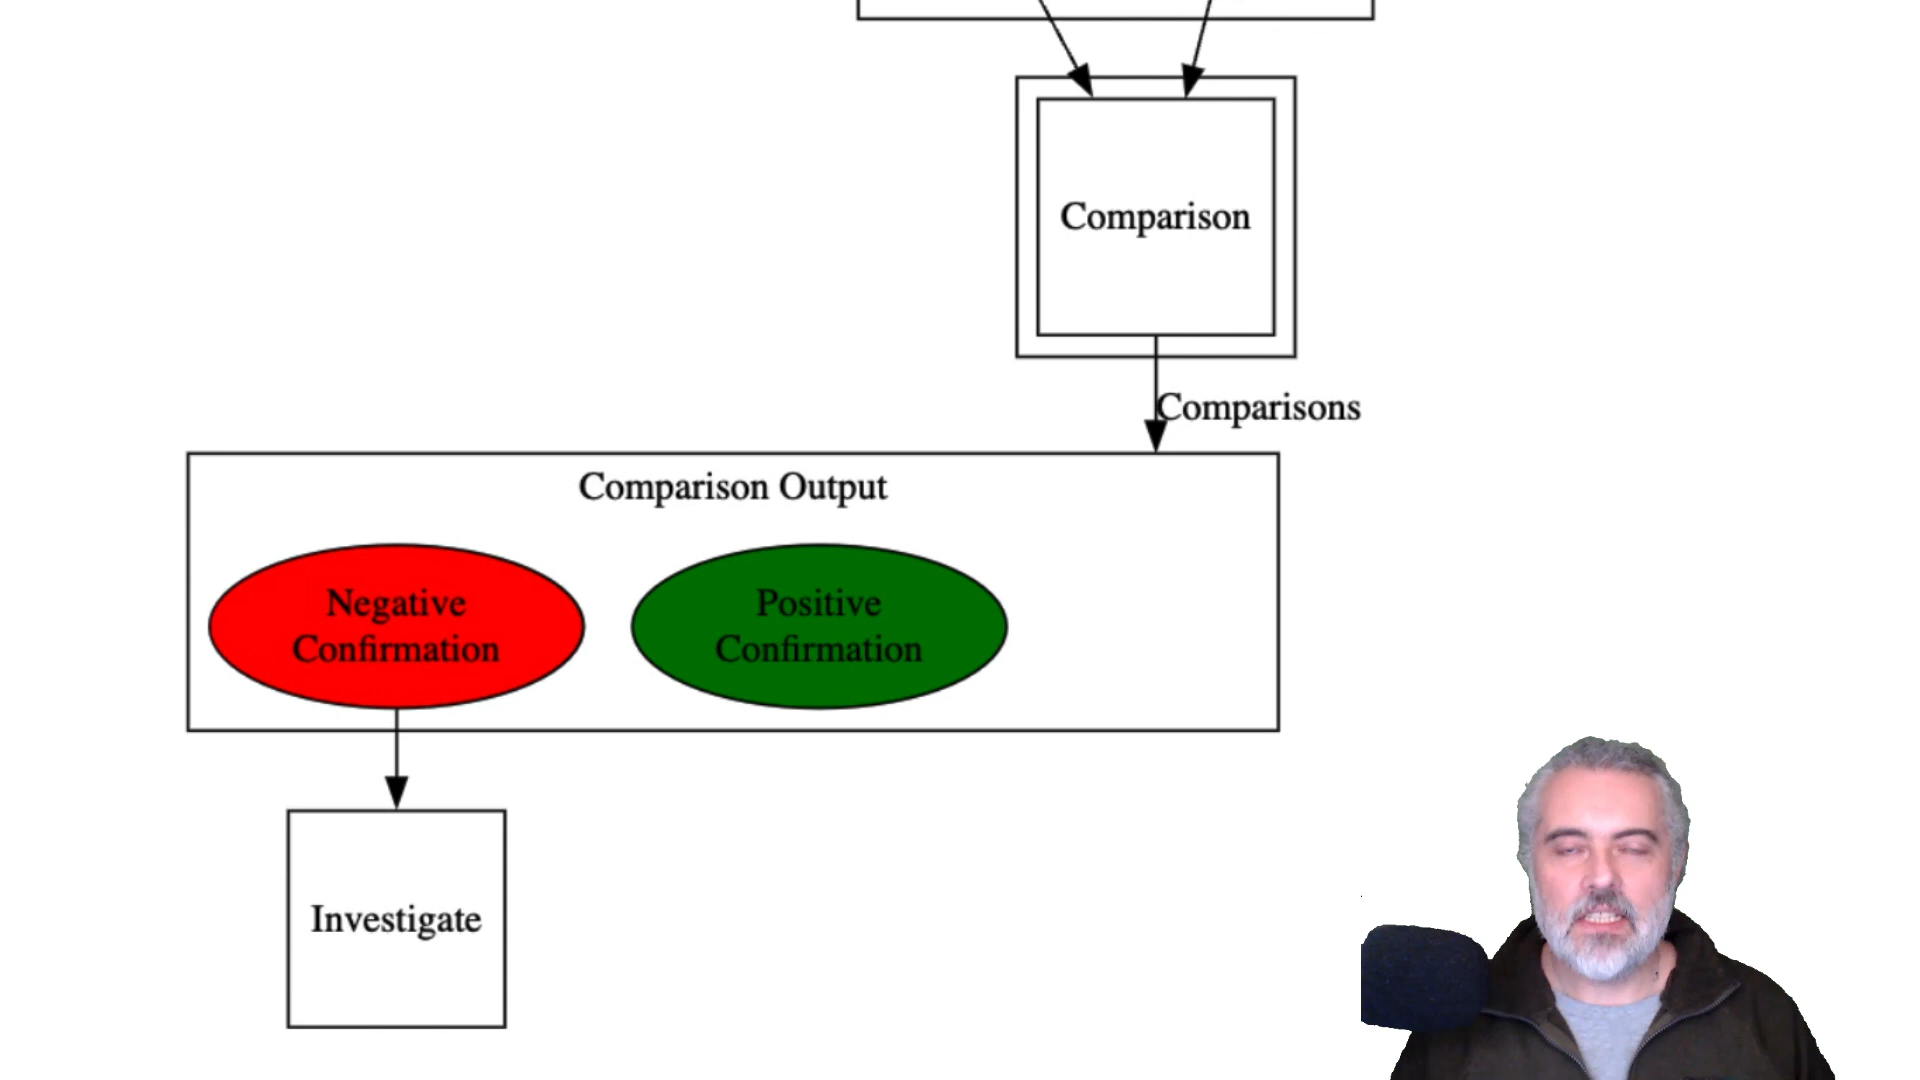 Comparison
Comparisons
Comparison Output
Negative
Confirmation
Positive
Confirmation
Investigate